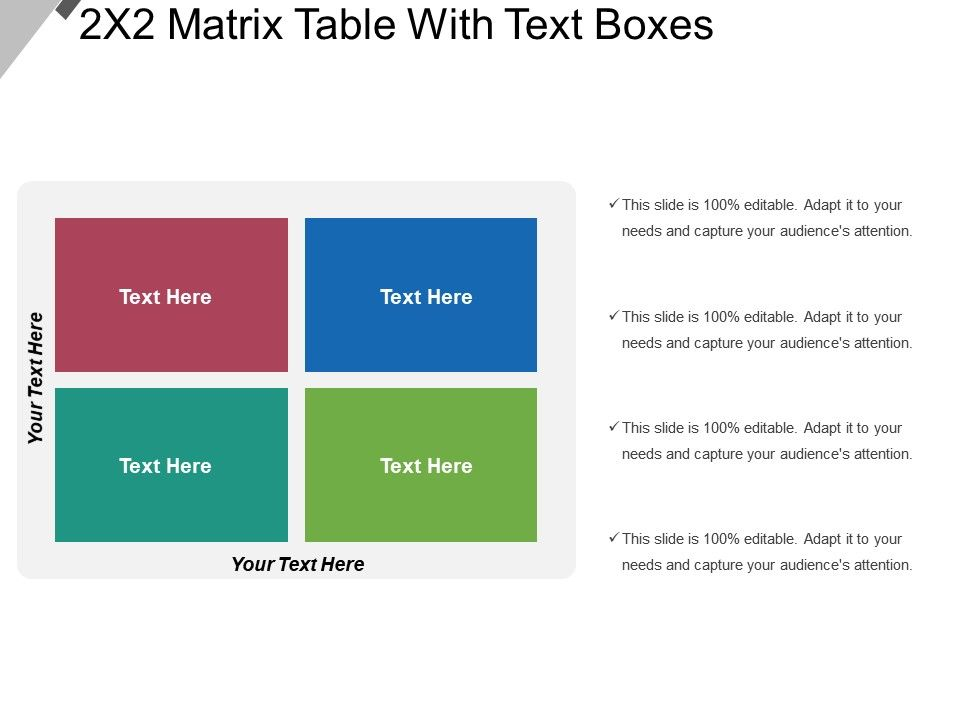 2X2 Matrix Table With Text Boxes
Your Text Here
Text Here
Text Here
Text Here
Text Here
Your Text Here
✓This slide is 100% editable. Adapt it to your
needs and capture your audience's attention.
✓This slide is 100% editable. Adapt it to your
needs and capture your audience's attention.
✓This slide is 100% editable. Adapt it to your
needs and capture your audience's attention.
✓This slide is 100% editable. Adapt it to your
needs and capture your audience's attention.